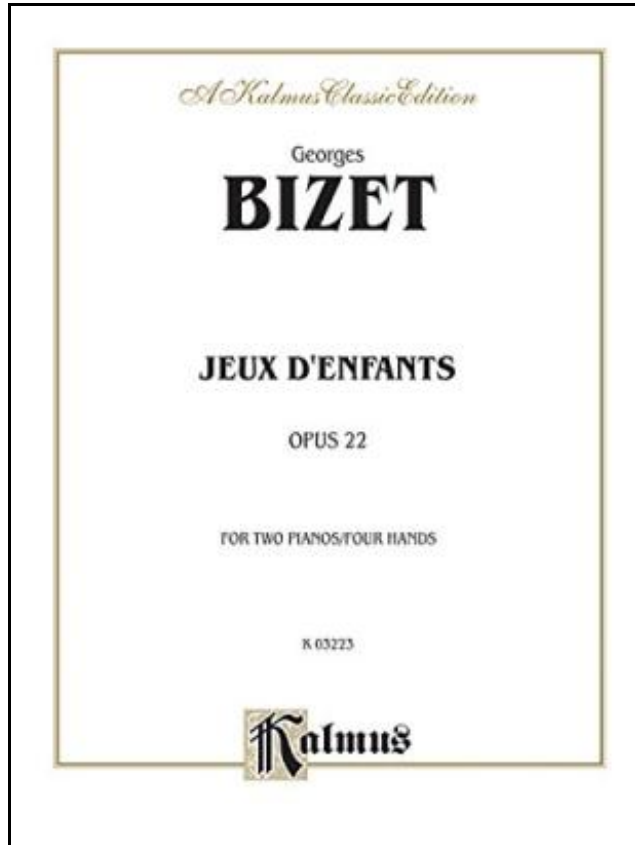 A Kalmus Classic Edition
Georges
BIZET
JEUX D'ENFANTS
OPUS 22
FOR TWO PIANOS/FOUR HANDS
K 03223
Kalmus